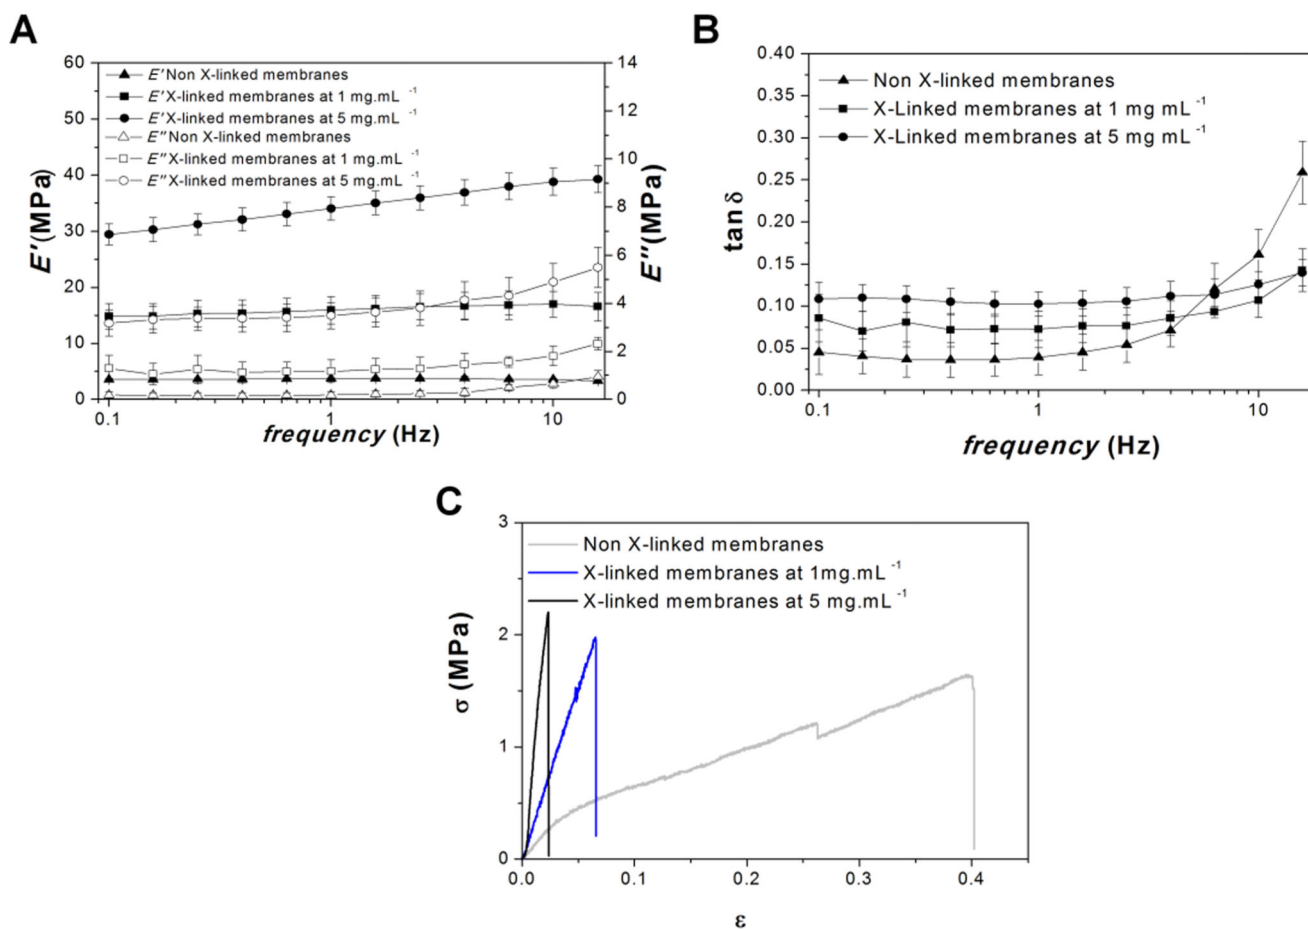 A
60
55
50
45
40
35
30
25
20
15
10
5
0
E′(MPa)
E′ Non X-linked membranes
E′ X-linked membranes at 1 mg.mL -1
E′ X-linked membranes at 5 mg.mL -1
E″ Non X-linked membranes
E″ X-linked membranes at 1 mg.mL -1
E″ X-linked membranes at 5 mg.mL -1
14
12
10
8
6
4
2
0
E″(MPa)
0.1
1
10
frequency (Hz)
B
0.40
0.35
0.30
0.25
0.20
0.15
0.10
0.05
0.00
tan δ
Non X-linked membranes
X-Linked membranes at 1 mg mL -1
X-Linked membranes at 5 mg mL -1
0.1
1
10
frequency (Hz)
C
3
2
1
0
σ (MPa)
Non X-linked membranes
X-linked membranes at 1mg.mL -1
X-linked membranes at 5 mg.mL -1
0.0
0.1
0.2
0.3
0.4
ε